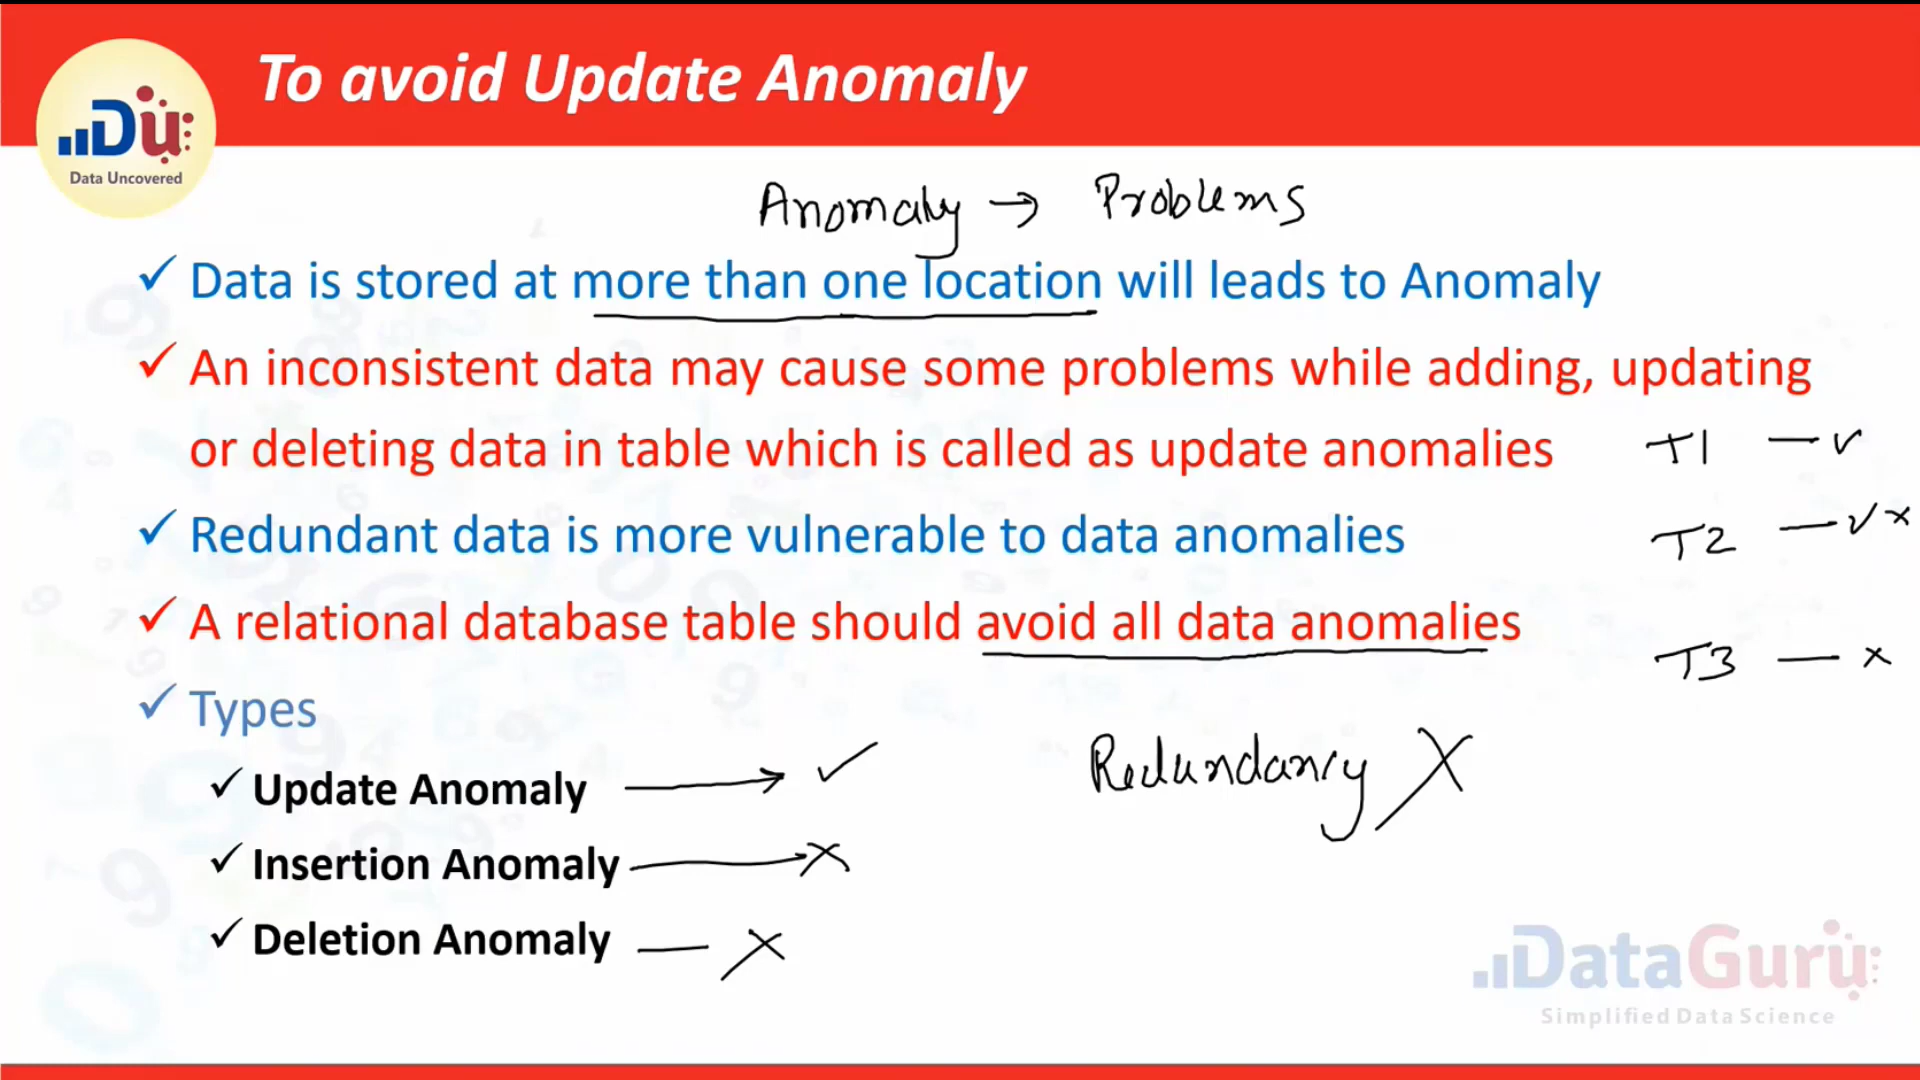 To avoid Update Anomaly
DU
Data Uncovered
Anomaly → Problems
✓ Data is stored at more than one location will leads to Anomaly
✓ An inconsistent data may cause some problems while adding, updating
or deleting data in table which is called as update anomalies
T1 — ✓
✓ Redundant data is more vulnerable to data anomalies
T2 — ✓ x
✓ A relational database table should avoid all data anomalies
T3 — x
✓ Types
✓ Update Anomaly → ✓
Redundancy X
✓ Insertion Anomaly → X
✓ Deletion Anomaly — X
DataGuru
Simplified Data Science